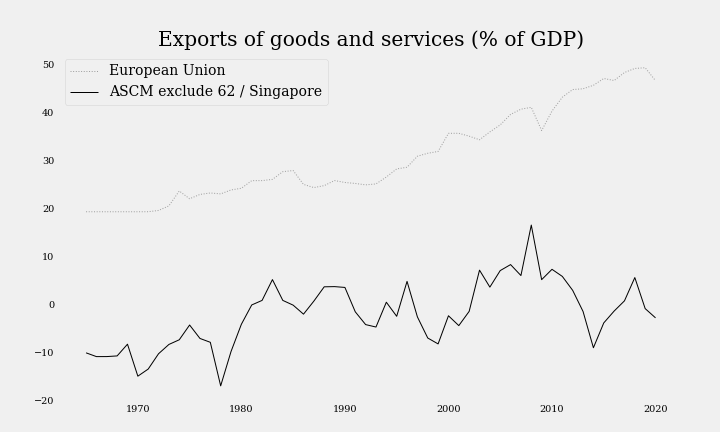 Exports of goods and services (% of GDP)
European Union
ASCM exclude 62 / Singapore
50
40
30
20
10
0
−10
−20
1970 1980 1990 2000 2010 2020